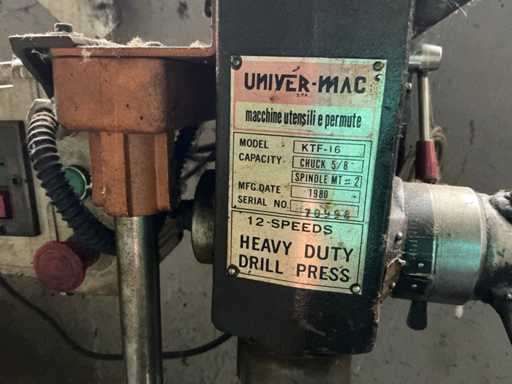 UNIVER-MAC
S.P.A.
macchine utensili e permute
MODEL KTF-16
CAPACITY CHUCK 5/8"
SPINDLE MT=2
MFG.DATE 1980
SERIAL NO.
12-SPEEDS
HEAVY DUTY
DRILL PRESS